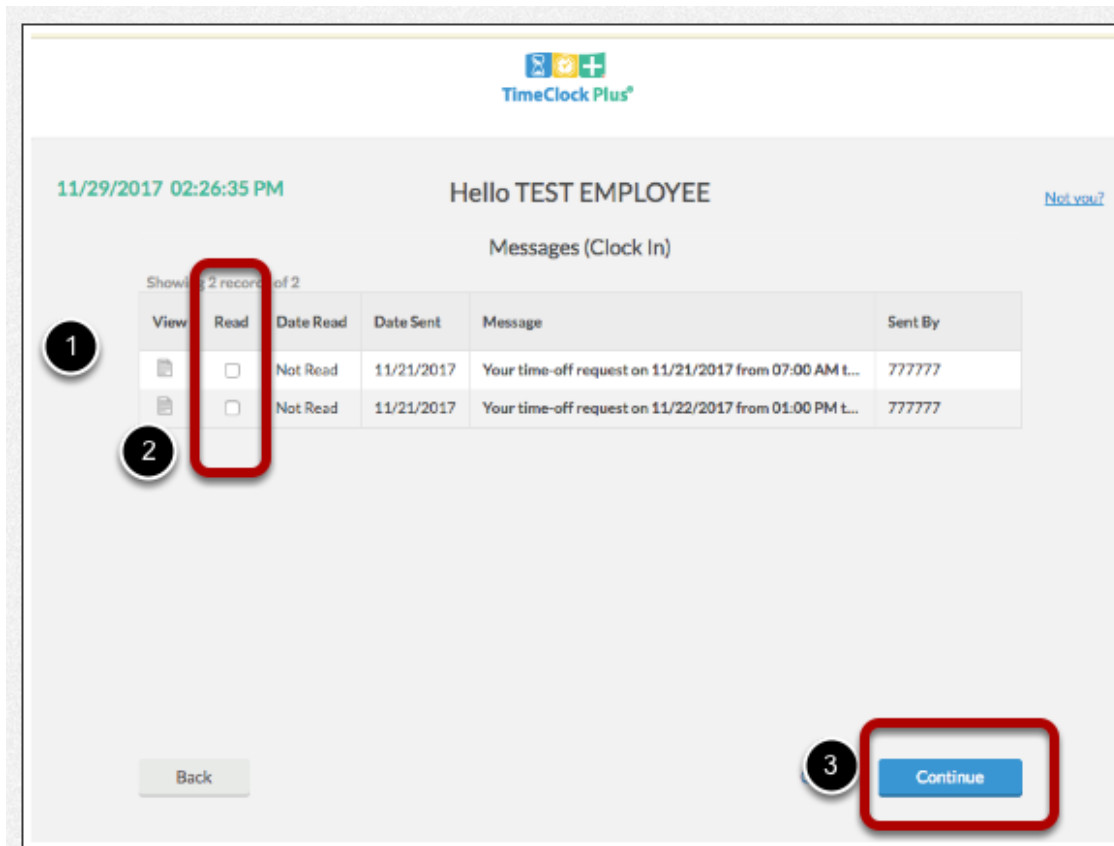 TimeClock Plus®
11/29/2017 02:26:35 PM
Hello TEST EMPLOYEE
Not you?
Messages (Clock In)
Showing 2 records of 2
View Read Date Read Date Sent Message Sent By
1
Not Read 11/21/2017 Your time-off request on 11/21/2017 from 07:00 AM t... 777777
Not Read 11/21/2017 Your time-off request on 11/22/2017 from 01:00 PM t... 777777
2
Back
3
Continue